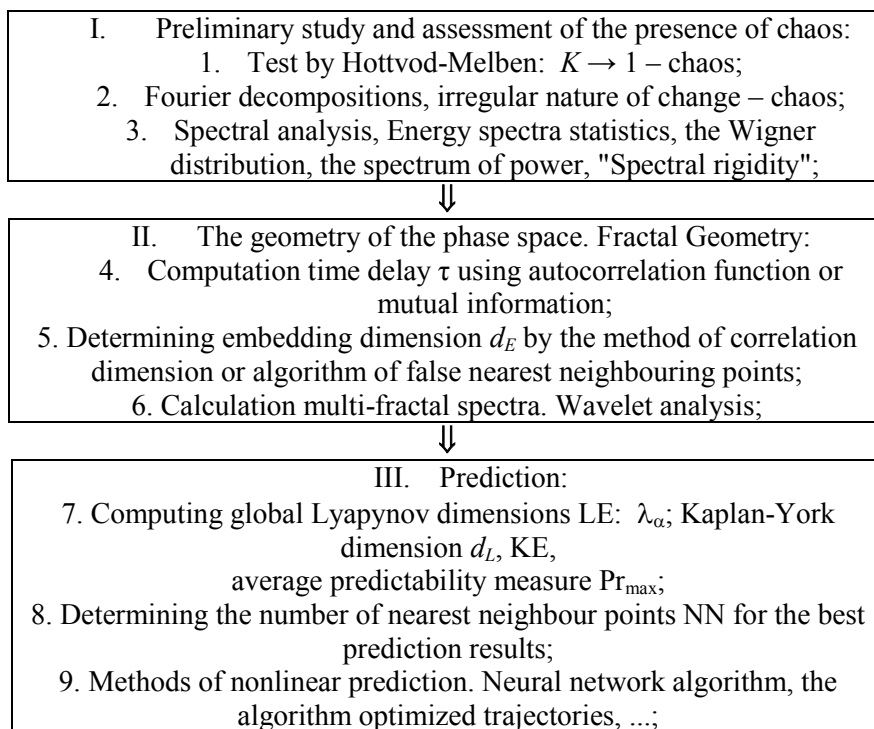 I. Preliminary study and assessment of the presence of chaos:
1. Test by Hottvod-Melben: K → 1 – chaos;
2. Fourier decompositions, irregular nature of change – chaos;
3. Spectral analysis, Energy spectra statistics, the Wigner
distribution, the spectrum of power, "Spectral rigidity";
⇓
II. The geometry of the phase space. Fractal Geometry:
4. Computation time delay τ using autocorrelation function or
mutual information;
5. Determining embedding dimension d_E by the method of correlation
dimension or algorithm of false nearest neighbouring points;
6. Calculation multi-fractal spectra. Wavelet analysis;
⇓
III. Prediction:
7. Computing global Lyapynov dimensions LE: λ_α; Kaplan-York
dimension d_L, KE,
average predictability measure Pr_max;
8. Determining the number of nearest neighbour points NN for the best
prediction results;
9. Methods of nonlinear prediction. Neural network algorithm, the
algorithm optimized trajectories, ...;